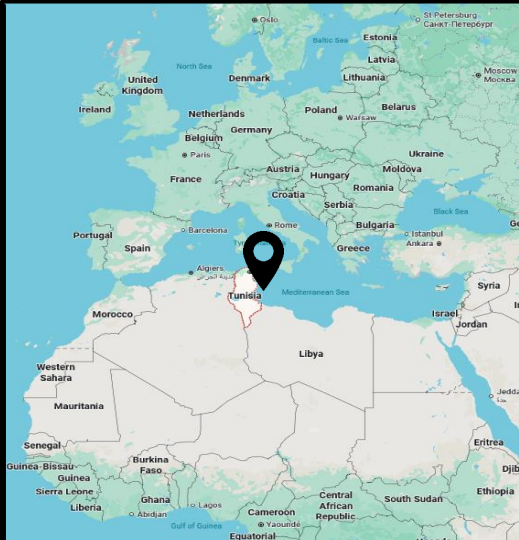 Oslo
St Petersburg
Санкт-Петербург
Baltic Sea
Estonia
North Sea
Latvia
Moscow
Москва
United
Kingdom
Denmark
Lithuania
Ireland
Netherlands
Poland
Belarus
Warsaw
Germany
Belgium
Paris
Ukraine
Austria
Moldova
France
Hungary
Croatia
Romania
Serbia
Black Sea
Portugal
Barcelona
Rome
Bulgaria
Spain
Istanbul
Ankara
Greece
Algiers
Syria
Tunisia
Mediterranean Sea
Morocco
Israel
Jordan
Libya
Western
Sahara
Mauritania
Senegal
Eritrea
Guinea-Bissau
Burkina
Faso
Guinea
Sierra Leone
Ghana
Lagos
Central
African
Republic
South Sudan
Ethiopia
Liberia
Abidjan
Cameroon
Gulf of Guinea
Yaoundé
Equatorial